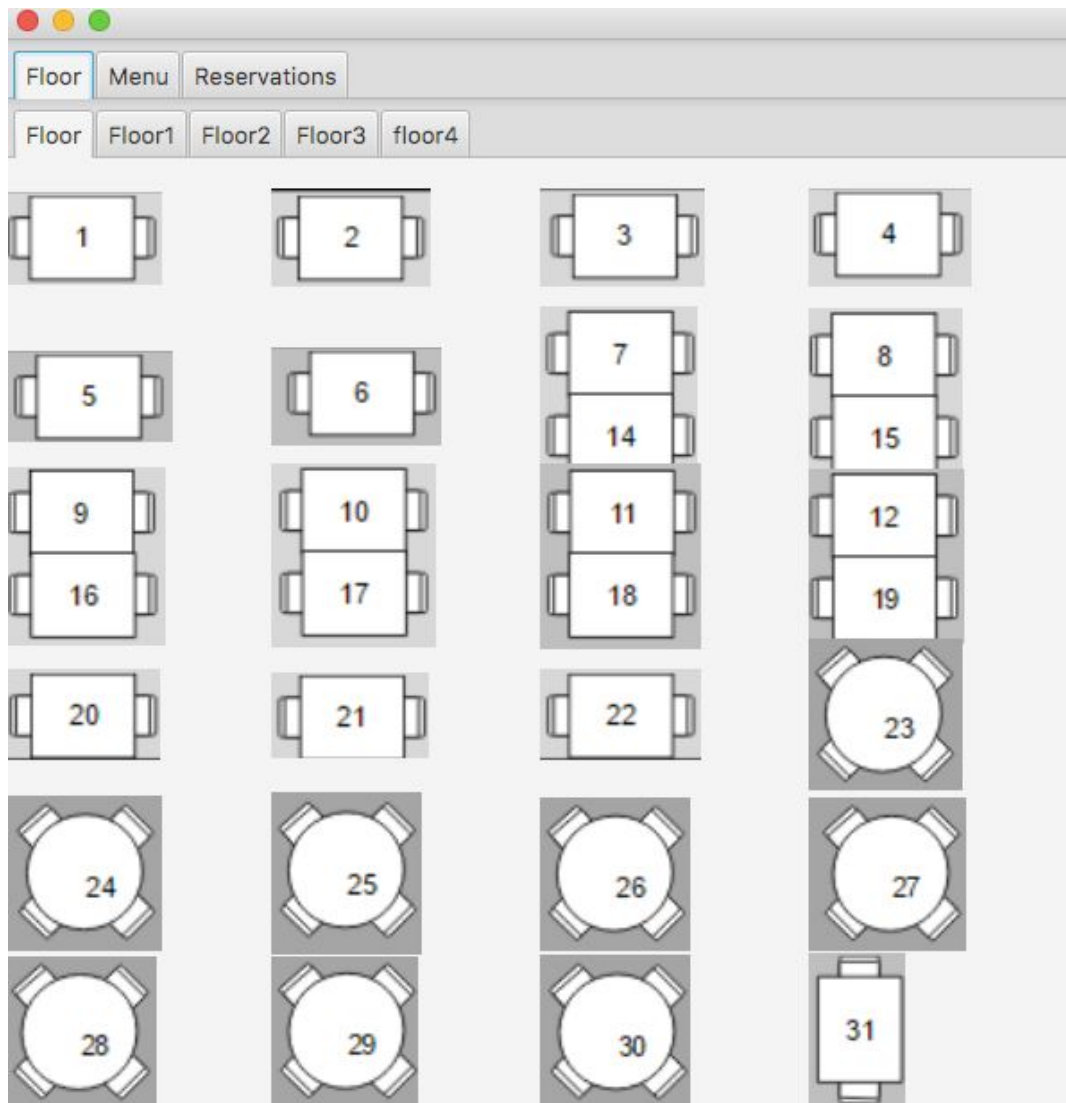 Floor Menu Reservations
Floor Floor1 Floor2 Floor3 floor4
1 2 3 4
5 6 7 8
14 15
9 10 11 12
16 17 18 19
20 21 22 23
24 25 26 27
28 29 30 31